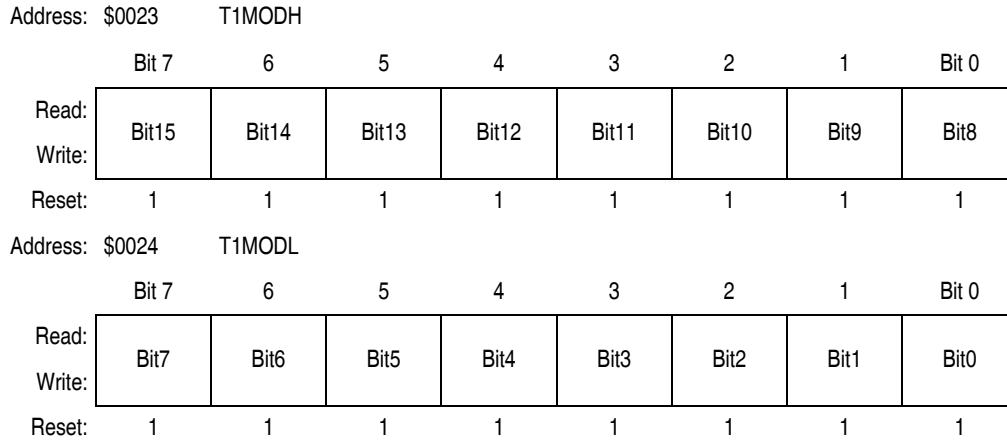 Address: $0023 T1MODH
Bit 7 6 5 4 3 2 1 Bit 0
Read:
Bit15 Bit14 Bit13 Bit12 Bit11 Bit10 Bit9 Bit8
Write:
Reset: 1 1 1 1 1 1 1 1
Address: $0024 T1MODL
Bit 7 6 5 4 3 2 1 Bit 0
Read:
Bit7 Bit6 Bit5 Bit4 Bit3 Bit2 Bit1 Bit0
Write:
Reset: 1 1 1 1 1 1 1 1